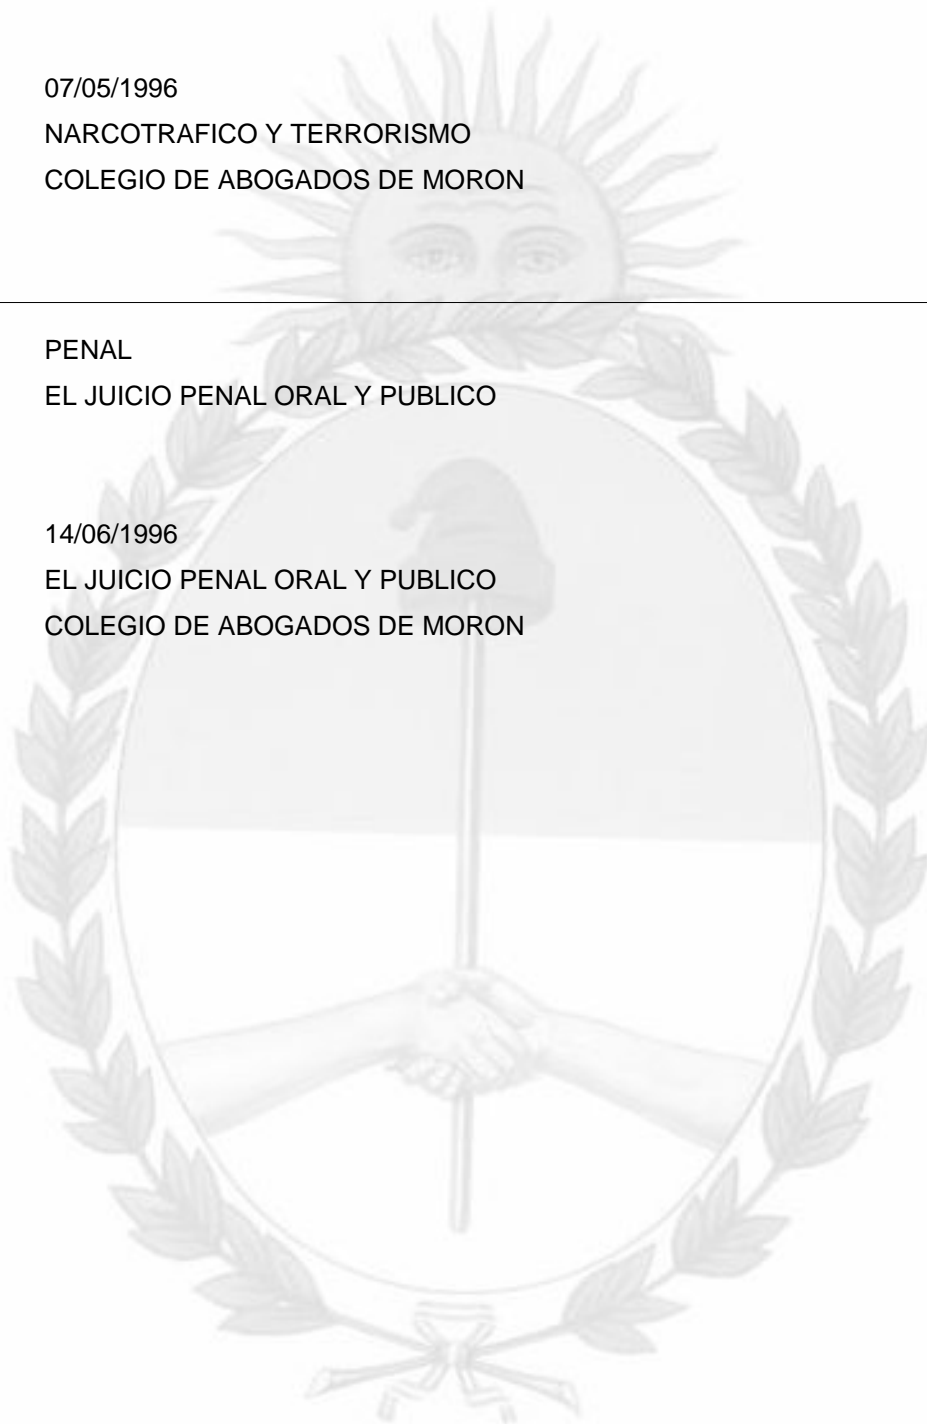 07/05/1996
NARCOTRAFICO Y TERRORISMO
COLEGIO DE ABOGADOS DE MORON
PENAL
EL JUICIO PENAL ORAL Y PUBLICO
14/06/1996
EL JUICIO PENAL ORAL Y PUBLICO
COLEGIO DE ABOGADOS DE MORON